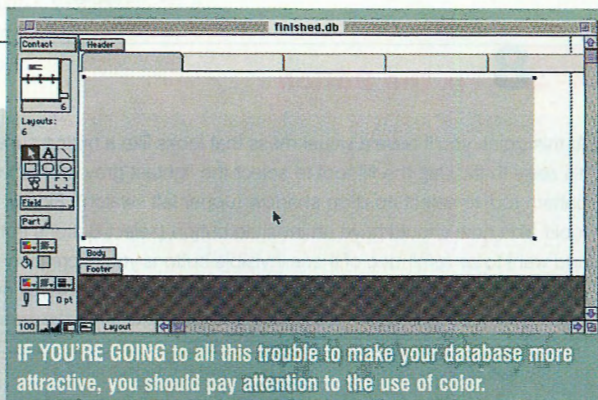 finished.db
Contact
Header
6
Layouts:
6
A
Field
Part
Body
Footer
0 pt
100
Layout
IF YOU'RE GOING to all this trouble to make your database more
attractive, you should pay attention to the use of color.